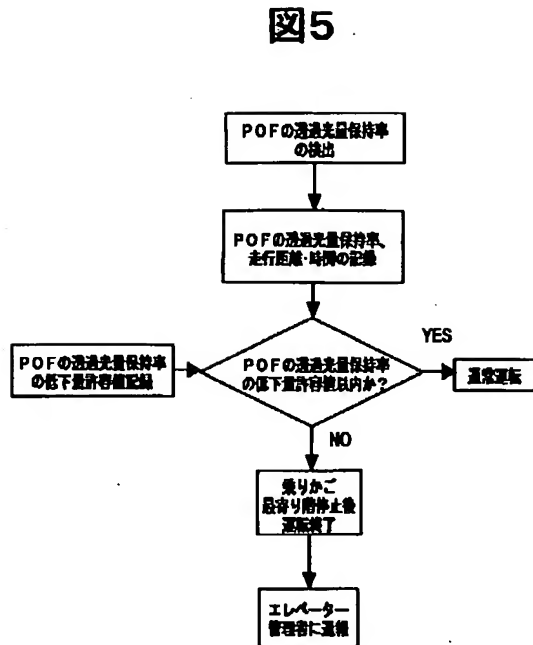 図5
POFの透過光量保持率
の検出
POFの透過光量保持率、
走行距離・時間の記録
POFの透過光量保持率
の低下量許容値記録
POFの透過光量保持率
の低下量許容値以内か?
YES
通常運転
NO
乗りかご
最寄り階停止後
運転終了
エレベーター
管理者に通報